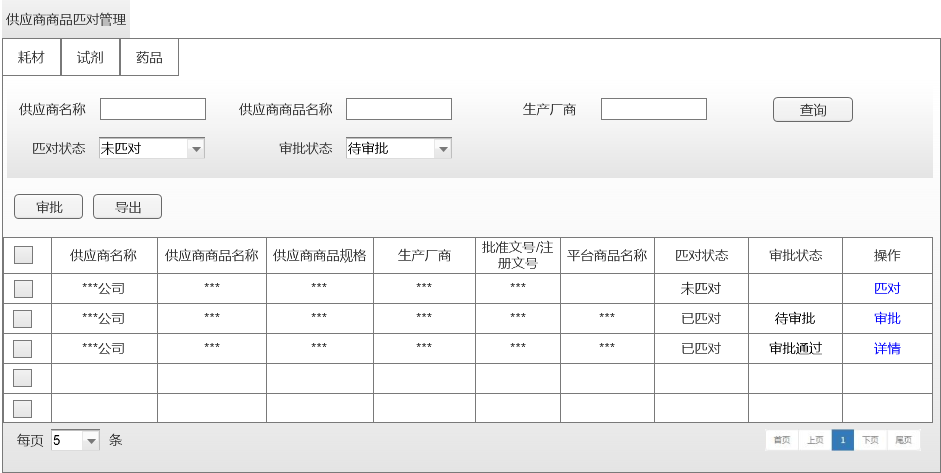 供应商商品匹对管理
耗材 试剂 药品
供应商名称 供应商商品名称 生产厂商 查询
匹对状态 未匹对 审批状态 待审批
审批 导出
供应商名称 供应商商品名称 供应商商品规格 生产厂商 批准文号/注册文号 平台商品名称 匹对状态 审批状态 操作
***公司 *** *** *** *** 未匹对 匹对
***公司 *** *** *** *** *** 已匹对 待审批 审批
***公司 *** *** *** *** *** 已匹对 审批通过 详情
每页 5 条 首页 上页 1 下页 尾页